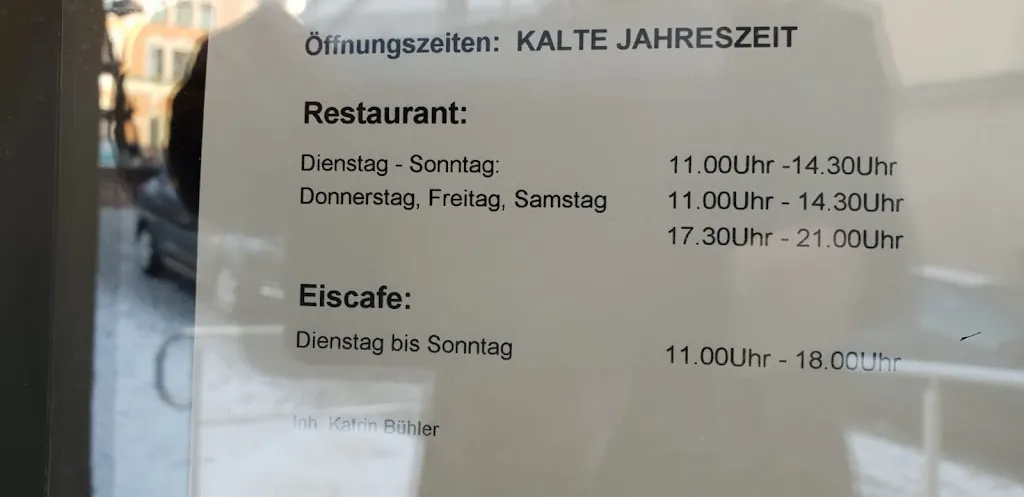 Öffnungszeiten: KALTE JAHRESZEIT
Restaurant:
Dienstag - Sonntag: 11.00Uhr -14.30Uhr
Donnerstag, Freitag, Samstag 11.00Uhr - 14.30Uhr
17.30Uhr - 21.00Uhr
Eiscafe:
Dienstag bis Sonntag 11.00Uhr - 18.00Uhr
Inh. Katrin Bühler